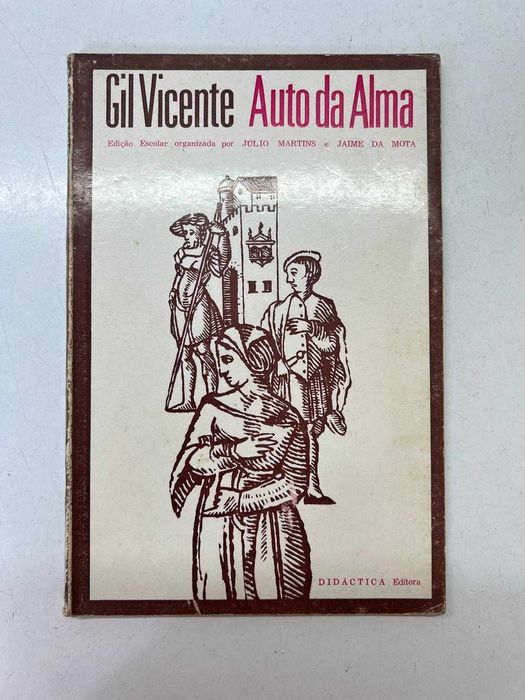 Gil Vicente Auto da Alma
Edição Escolar organizada por JÚLIO MARTINS e JAIME DA MOTA
DIDÁCTICA Editora